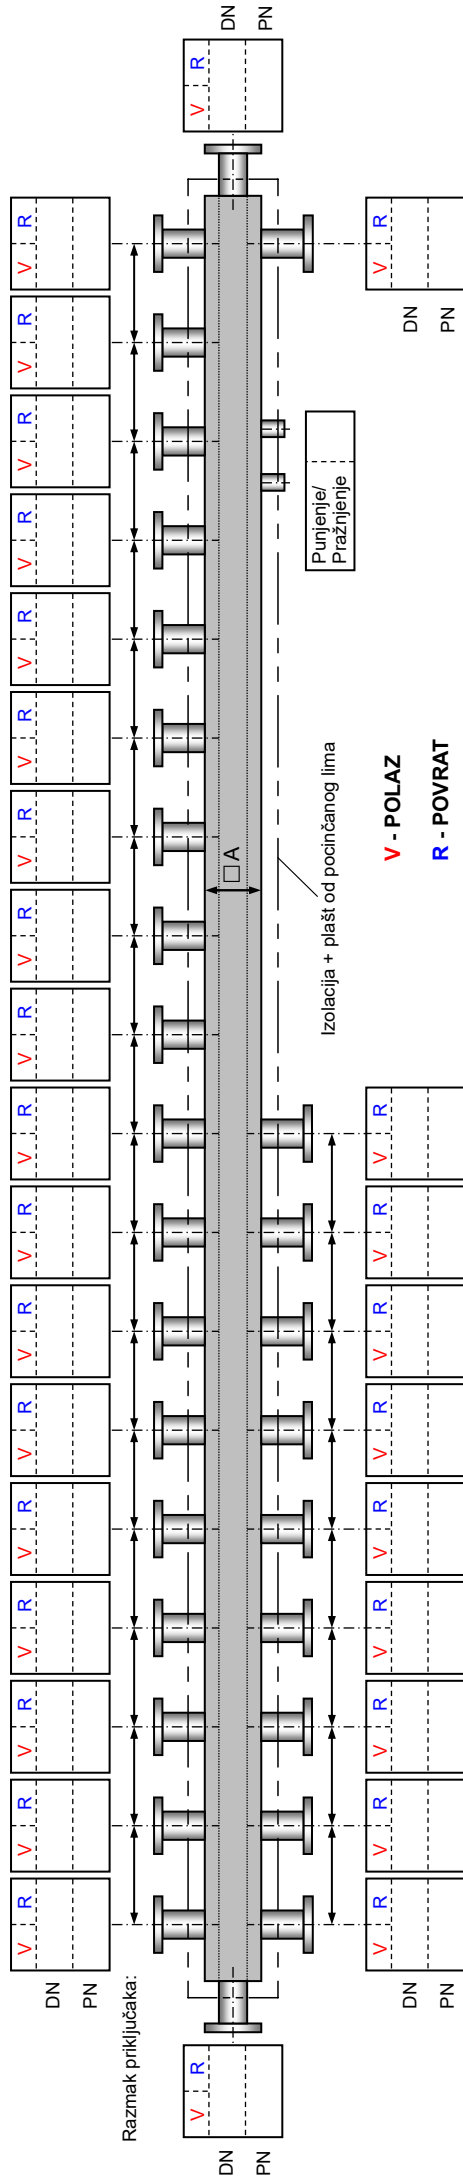 V R V R V R V R V R V R V R V R V R V R V R V R V R V R V R V R V R V R
DN
PN
Razmak priključaka:
V R
DN
PN
□ A
V R
DN
PN
Punjenje/
Pražnjenje
Izolacija + plašt od pocinčanog lima
V R V R V R V R V R V R V R V R V R
DN
PN
V R
DN
PN
V - POLAZ
R - POVRAT